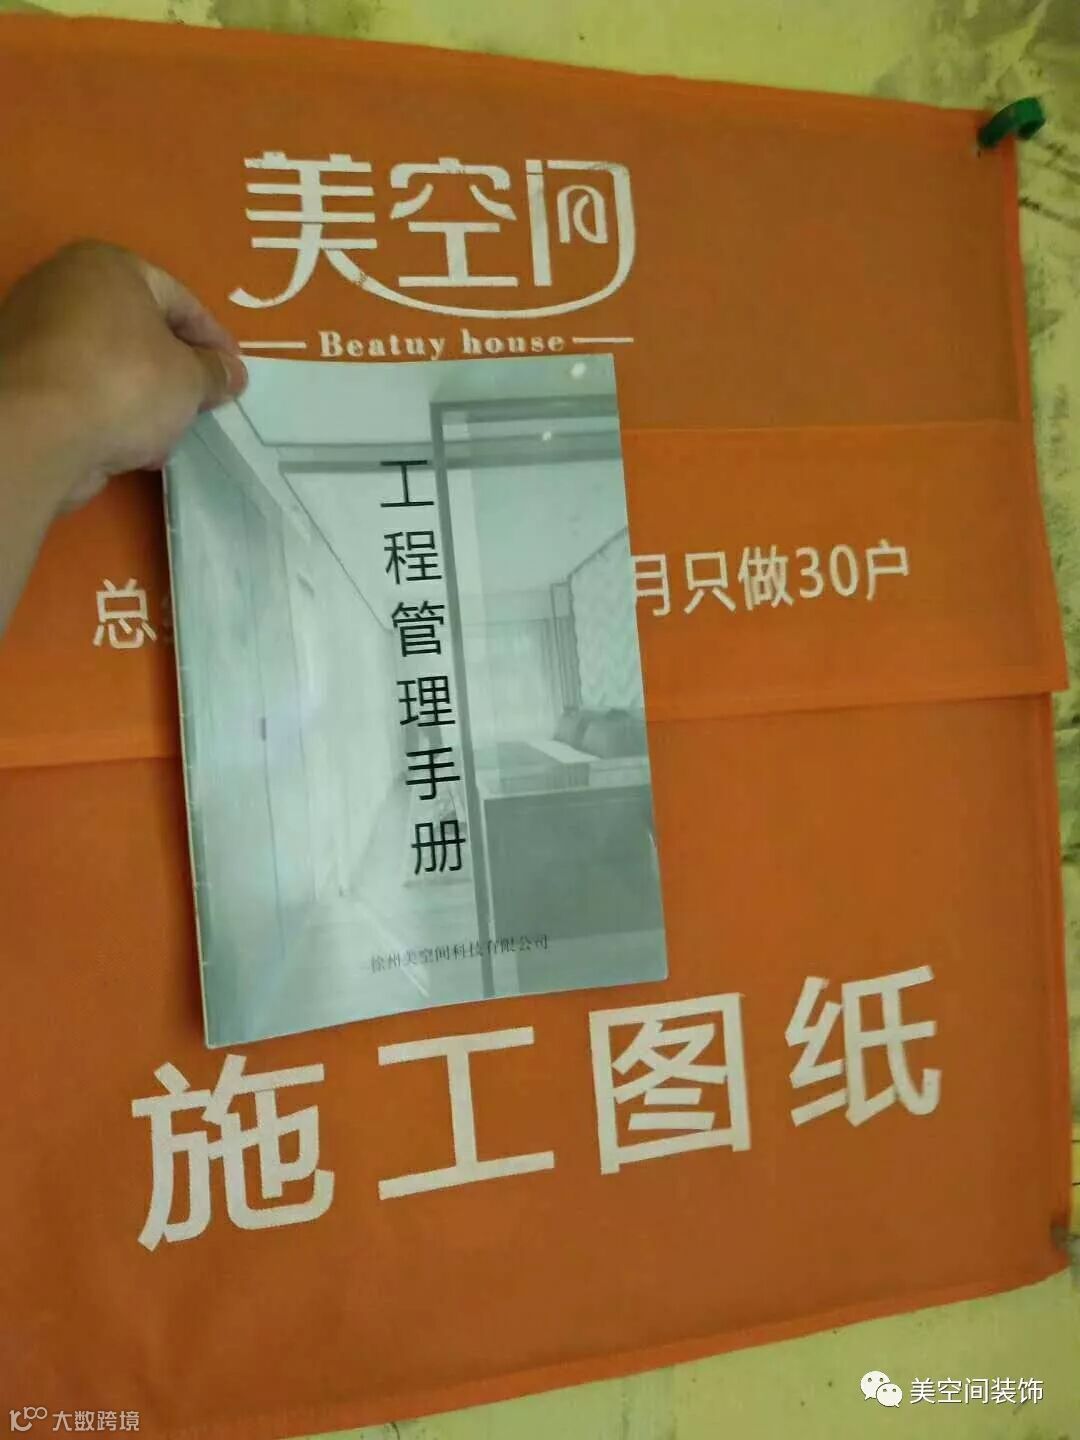 美空间
Beatuy house
工程管理手册
总
月只做30户
徐州美空间科技有限公司
施工图纸
美空间装饰
大数跨境